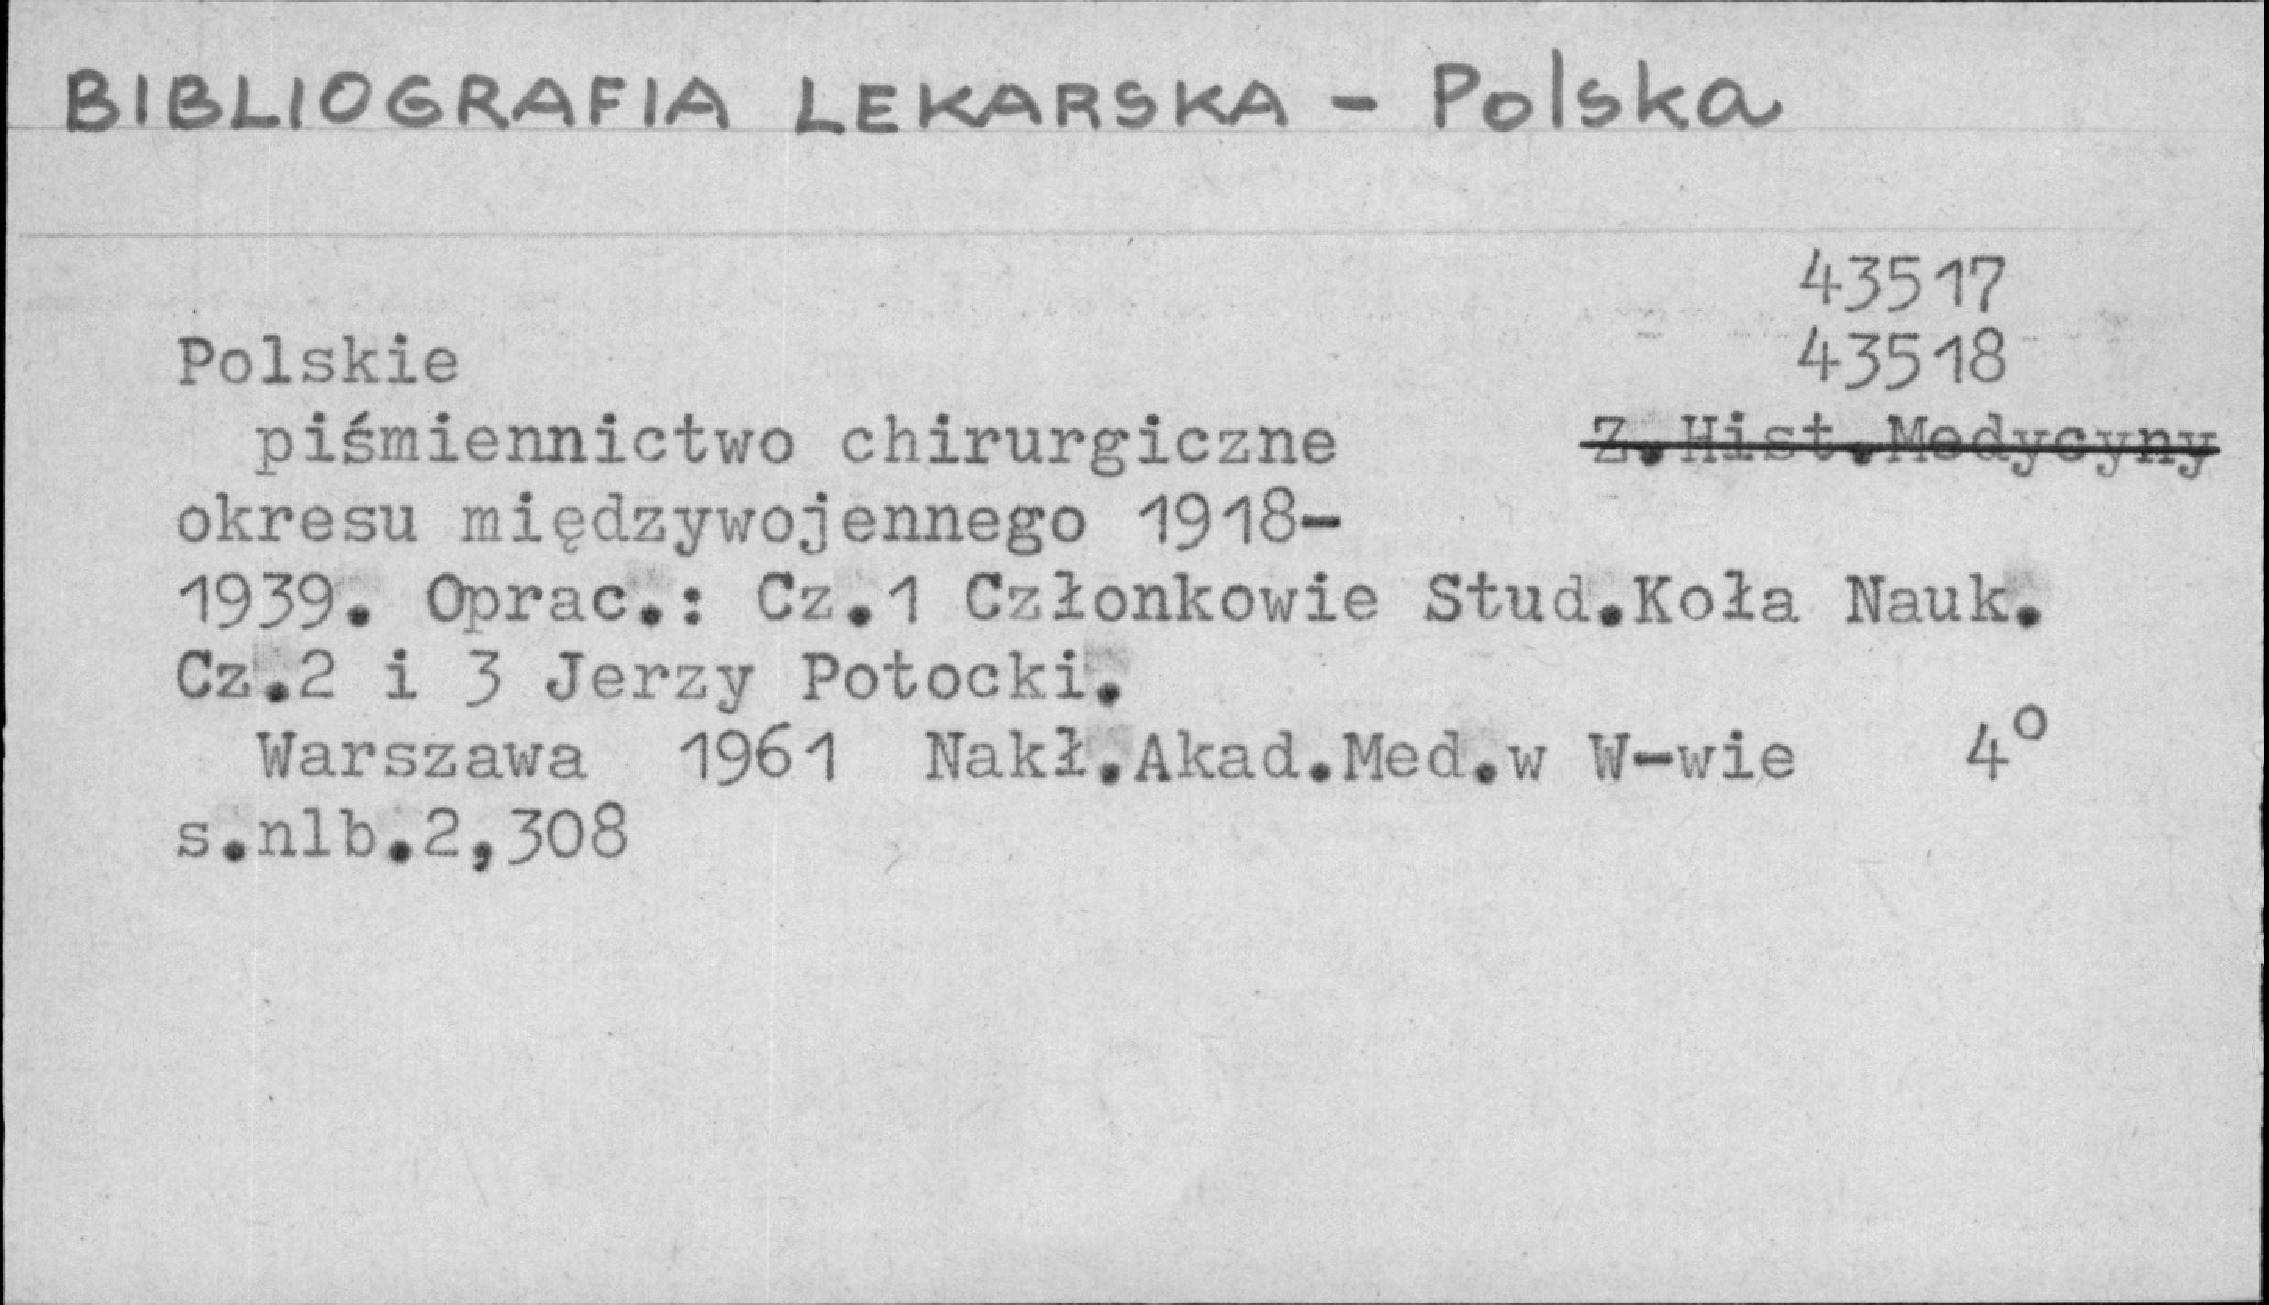 BIBLIOGRAFIA LEKARSKA - Polska
43517
Polskie 43518
piśmiennictwo chirurgiczne Z.Hist.Medycyny
okresu międzywojennego 1918-
1939. Oprac.: Cz.1 Członkowie Stud.Koła Nauk.
Cz.2 i 3 Jerzy Potocki.
Warszawa 1961 Nakł.Akad.Med.w W-wie 4°
s.nlb.2,308